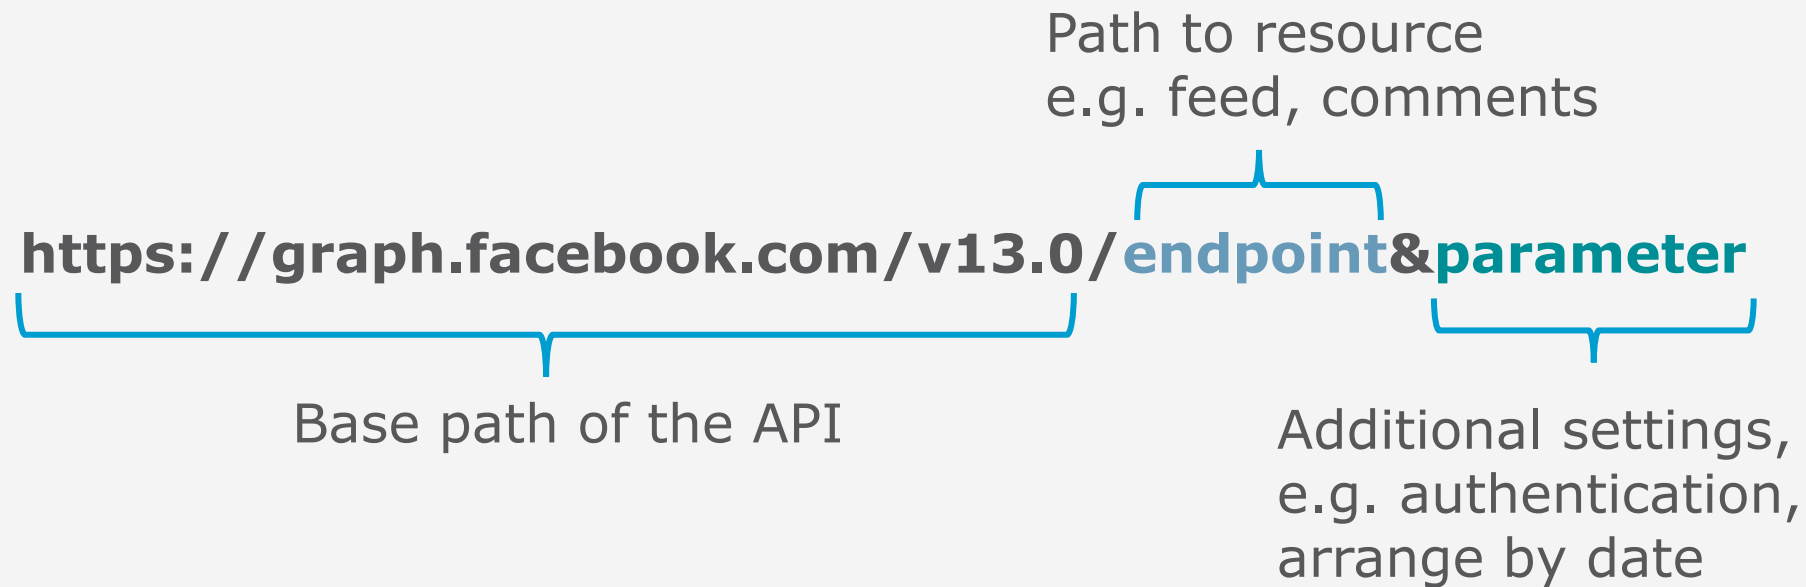 Path to resource
e.g. feed, comments
https://graph.facebook.com/v13.0/endpoint&parameter
Base path of the API
Additional settings,
e.g. authentication,
arrange by date